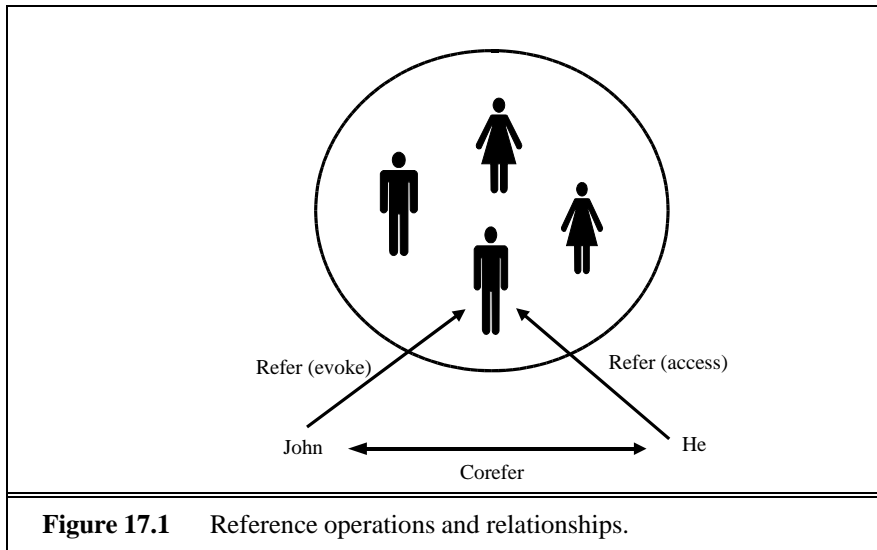 Refer (evoke)
Refer (access)
John
He
Corefer
Figure 17.1 Reference operations and relationships.